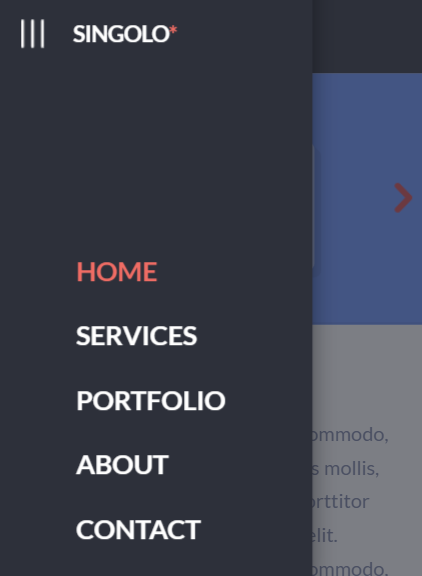 SINGOLO*
HOME
SERVICES
PORTFOLIO
ABOUT
CONTACT
ommodo,
s mollis,
orttitor
elit.
ommodo,